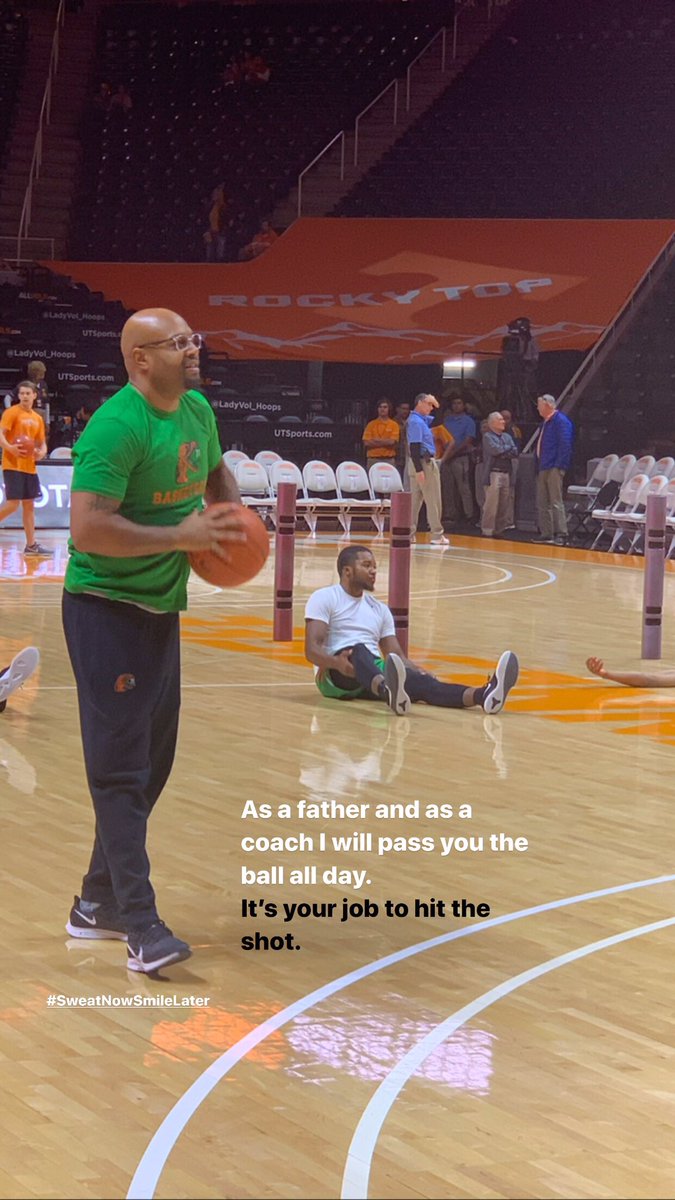 ROCKY TOP
ALLVOLS
@LadyVol_Hoops
UTSports.com
@LadyVol_Hoops
UTSports.com
@LadyVol_Hoops
UTSports.com
BASKETBALL
As a father and as a
coach I will pass you the
ball all day.
It’s your job to hit the
shot.
#SweatNowSmileLater